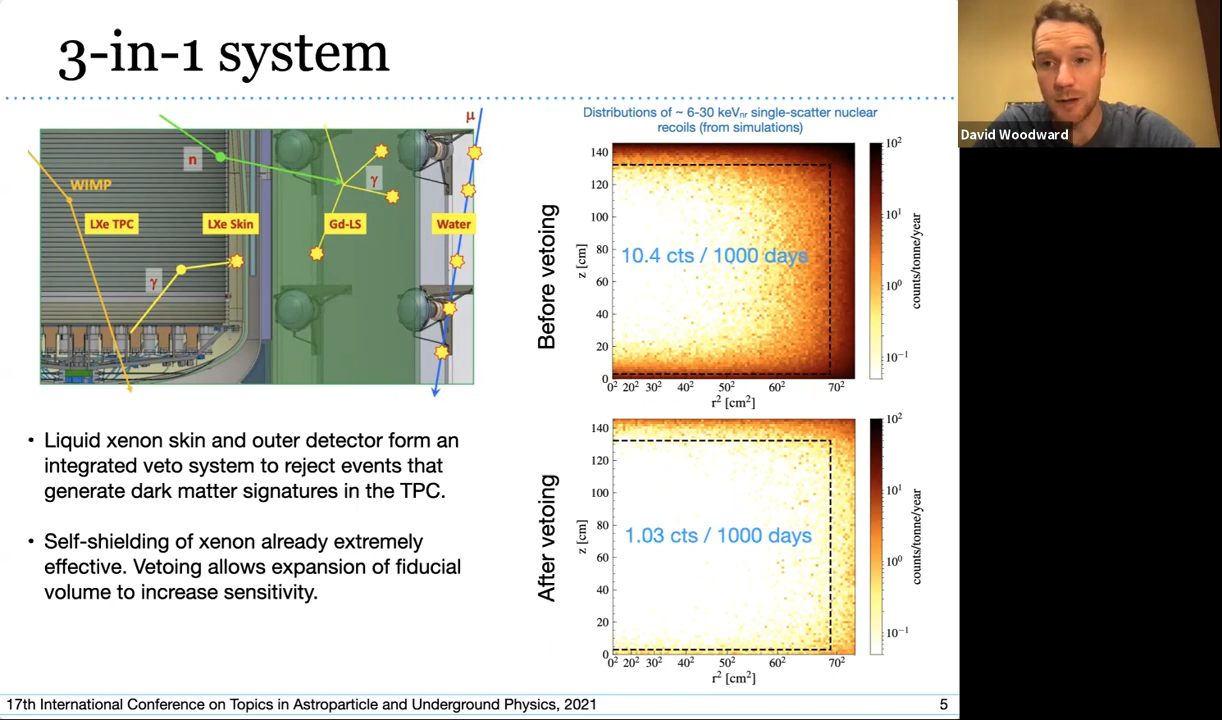 3-in-1 system
μ
n
γ
WIMP
LXe TPC
LXe Skin
Gd-LS
Water
γ
• Liquid xenon skin and outer detector form an
integrated veto system to reject events that
generate dark matter signatures in the TPC.
• Self-shielding of xenon already extremely
effective. Vetoing allows expansion of fiducial
volume to increase sensitivity.
Distributions of ~ 6-30 keVnr single-scatter nuclear
recoils (from simulations)
Before vetoing
z [cm]
140
120
100
80
60
40
20
0
10.4 cts / 1000 days
0² 20² 30² 40² 50² 60² 70²
r² [cm²]
10²
10¹
10⁰
10⁻¹
counts/tonne/year
After vetoing
z [cm]
140
120
100
80
60
40
20
0
1.03 cts / 1000 days
0² 20² 30² 40² 50² 60² 70²
r² [cm²]
10²
10¹
10⁰
10⁻¹
counts/tonne/year
17th International Conference on Topics in Astroparticle and Underground Physics, 2021
5
David Woodward